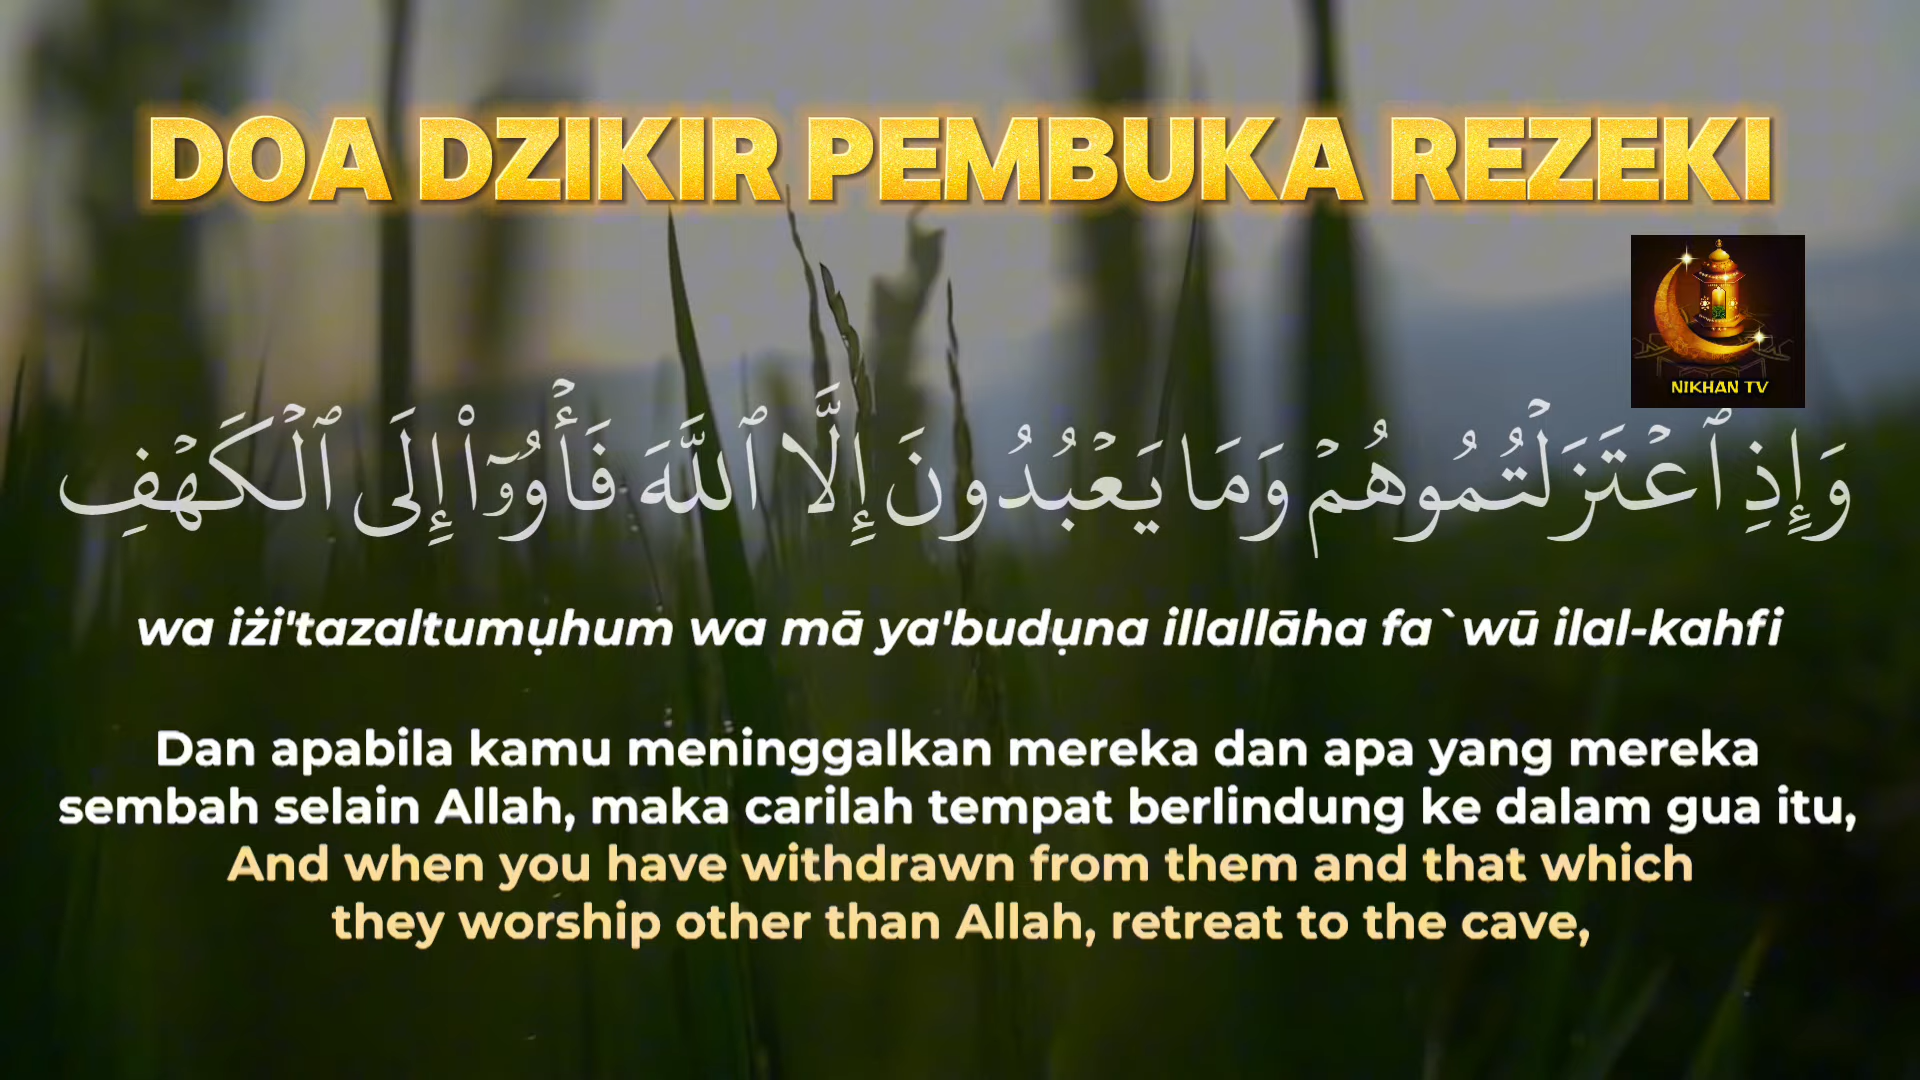 DOA DZIKIR PEMBUKA REZEKI
NIKHAN TV
وَإِذِ ٱعْتَزَلْتُمُوهُمْ وَمَا يَعْبُدُونَ إِلَّا ٱللَّهَ فَأْوُۥٓا۟ إِلَى ٱلْكَهْفِ
wa iżi'tazaltumụhum wa mā ya'budụna illallāha fa`wū ilal-kahfi
Dan apabila kamu meninggalkan mereka dan apa yang mereka
sembah selain Allah, maka carilah tempat berlindung ke dalam gua itu,
And when you have withdrawn from them and that which
they worship other than Allah, retreat to the cave,